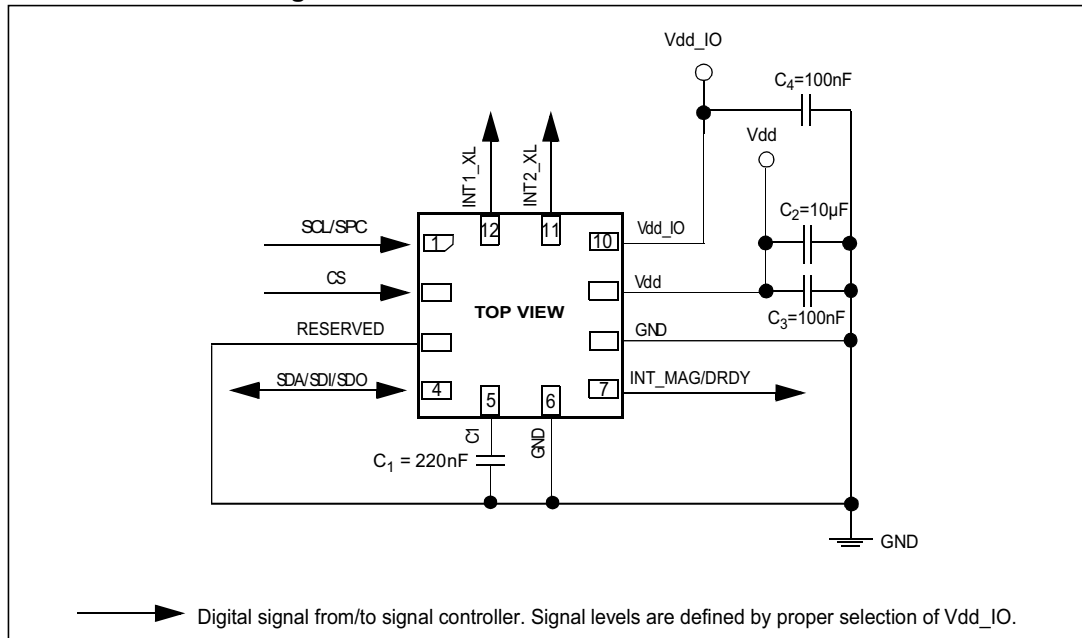 Vdd_IO
C4=100nF
Vdd
INT1_XL
INT2_XL
C2=10µF
SCL/SPC
1
12
11
10
Vdd_IO
CS
Vdd
TOP VIEW
C3=100nF
RESERVED
GND
SDA/SDI/SDO
4
5
6
7
INT_MAG/DRDY
C1
GND
C1 = 220nF
GND
Digital signal from/to signal controller. Signal levels are defined by proper selection of Vdd_IO.